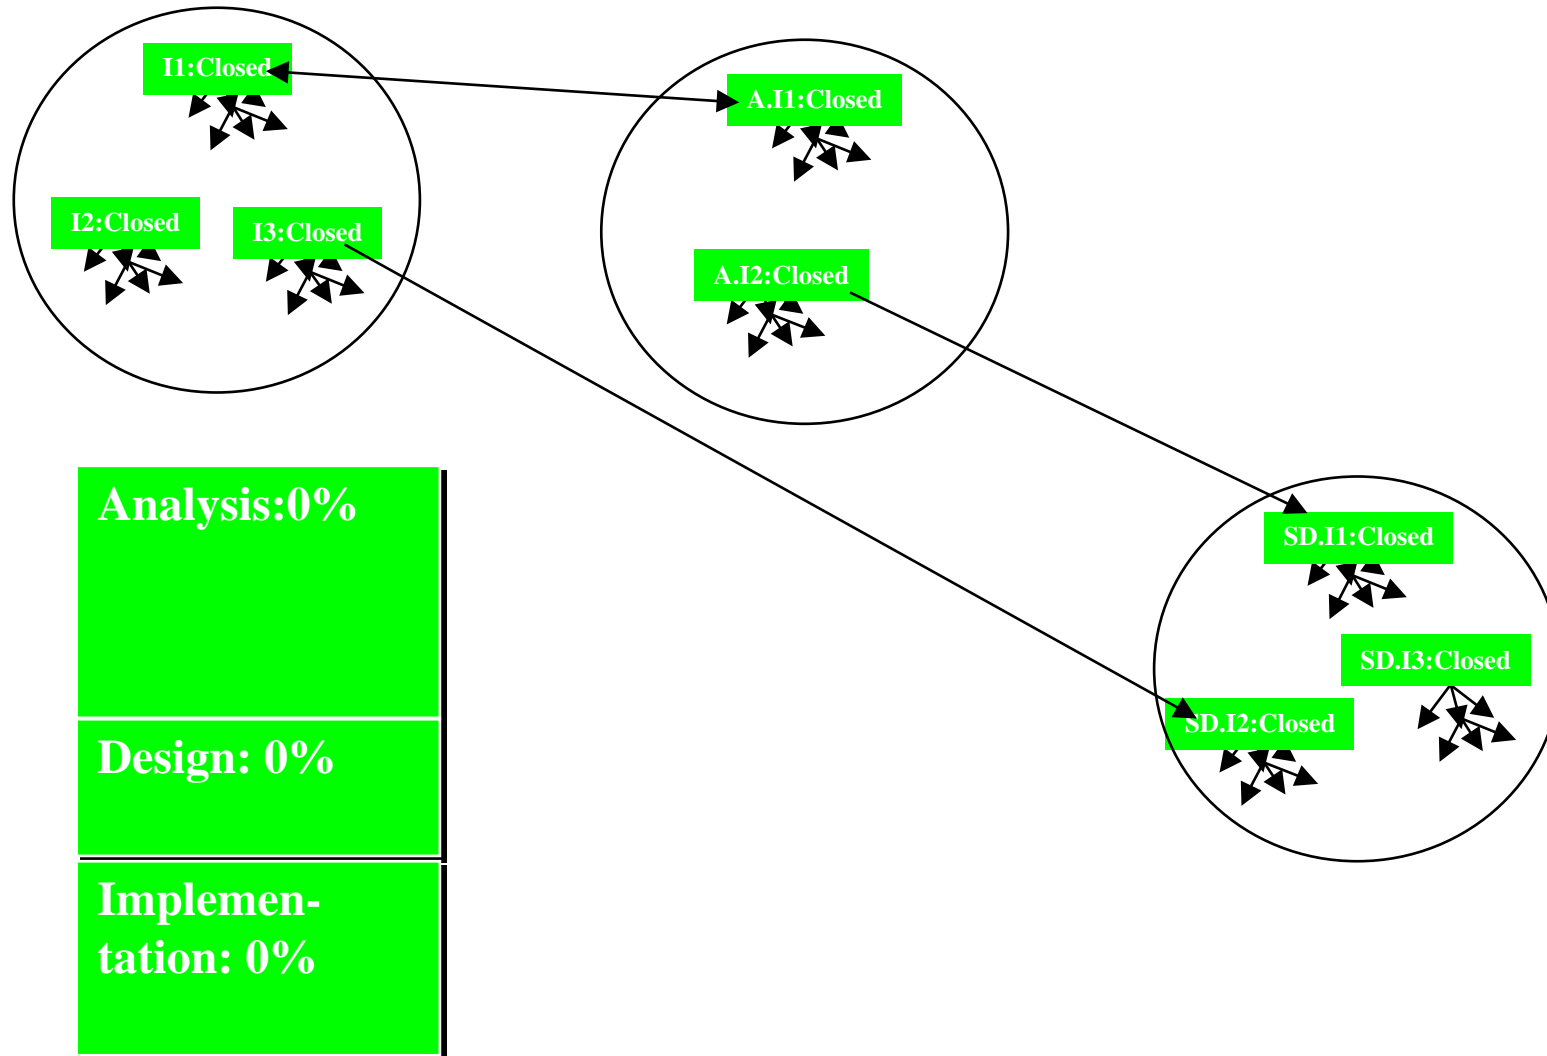 I1:Closed
A.I1:Closed
I2:Closed
I3:Closed
A.I2:Closed
Analysis:0%
SD.I1:Closed
SD.I3:Closed
SD.I2:Closed
Design: 0%
Implemen-
tation: 0%